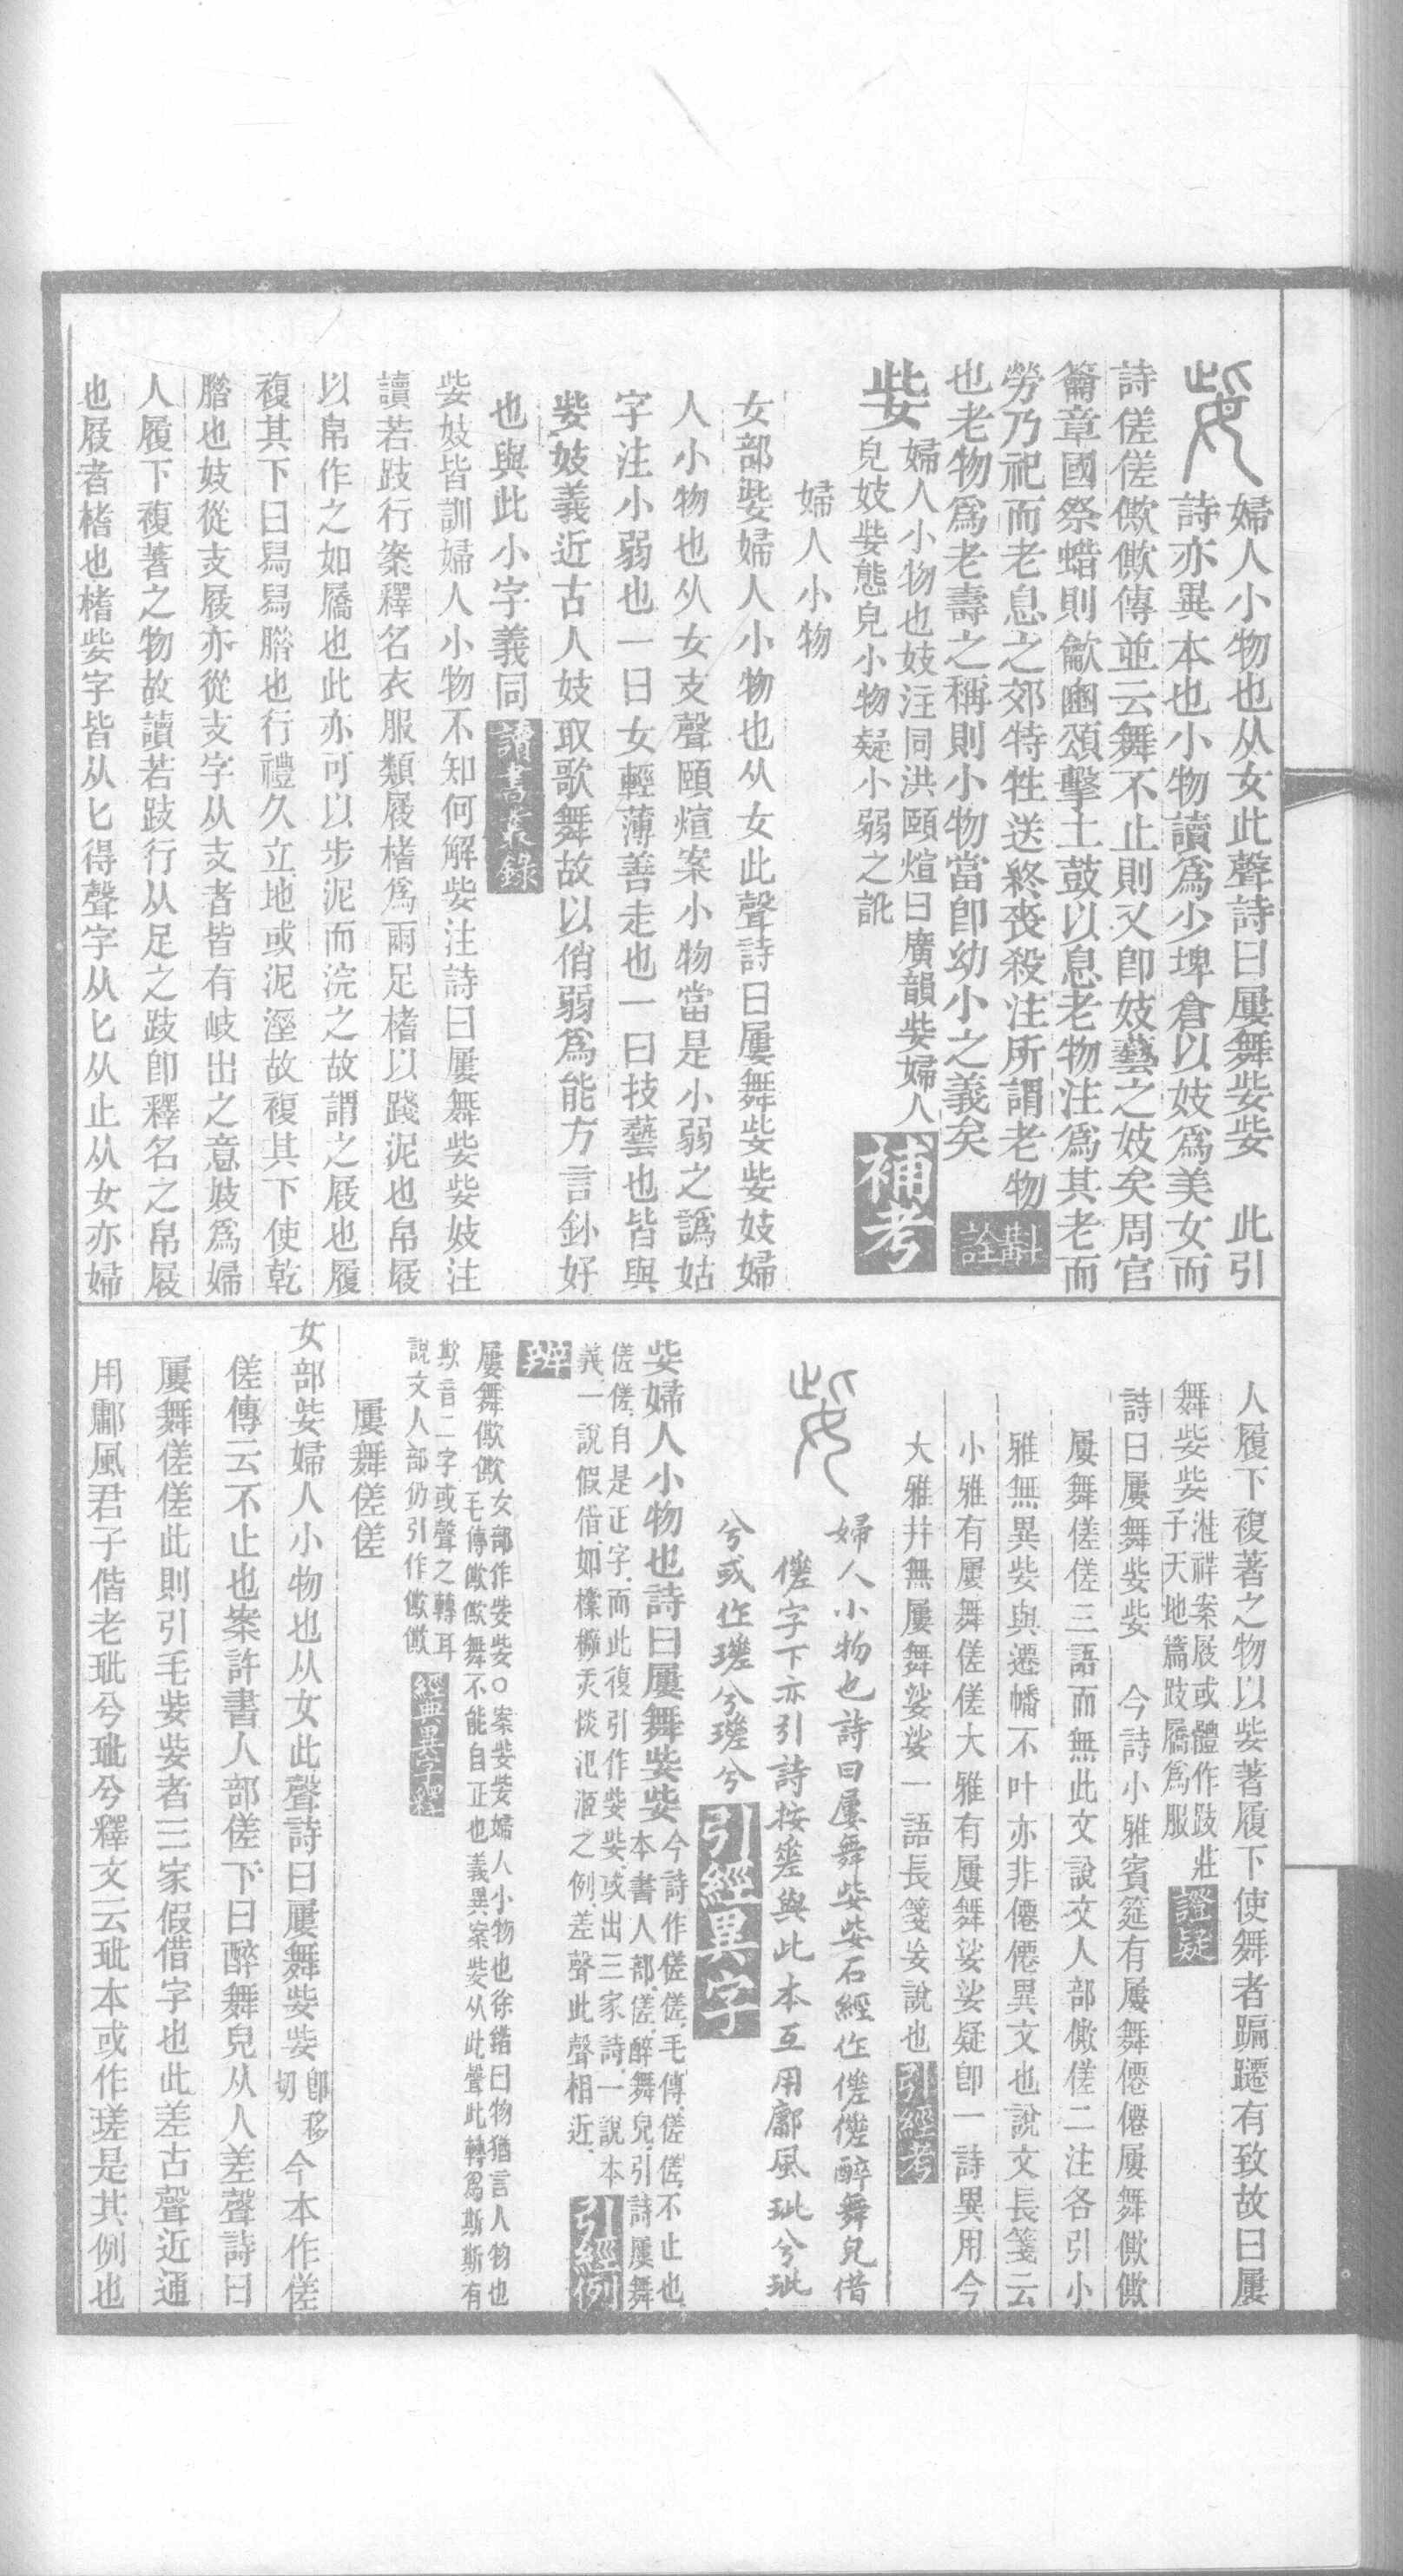 婦人小物也从女此聲詩曰屢舞姕姕　此引
詩亦異本也小物讀爲少埤倉以妓爲美女而
詩傞傞僛僛傳並云舞不止則又卽妓藝之妓矣周官
籥章國祭蜡則龡豳頌擊土鼓以息老物注爲其老而
勞乃祀而老息之郊特牲送終喪殺注所謂老物
也老物爲老壽之稱則小物當卽幼小之義矣
斠詮
姕
婦人小物也妓注同洪頤煊曰廣韻姕婦人
皃妓姕態皃小物疑小弱之訛
補考
婦人小物
女部姕婦人小物也从女此聲詩曰屢舞姕姕妓婦
人小物也从女支聲頤煊案小物當是小弱之譌姑
字注小弱也一曰女輕薄善走也一曰技藝也皆與
姕妓義近古人妓取歌舞故以俏弱爲能方言釥好
也與此小字義同
讀書叢錄
姕妓皆訓婦人小物不知何解姕注詩曰屢舞姕姕妓注
讀若跂行案釋名衣服類屐榰爲兩足榰以踐泥也帛屐
以帛作之如屩也此亦可以步泥而浣之故謂之屐也履
複其下曰舄舄腊也行禮久立地或泥溼故複其下使乾
腊也妓從支屐亦從支字从支者皆有岐出之意妓爲婦
人履下複著之物故讀若跂行从足之跂卽釋名之帛屐
也屐者榰也榰姕字皆从匕得聲字从匕从止从女亦婦
人履下複著之物以姕著履下使舞者蹁躚有致故曰屢
舞姕姕
漼祥案屐或體作跂莊
子天地篇跂屩爲服
證疑
詩曰屢舞姕姕　今詩小雅賓筵有屢舞僊僊屢舞僛僛
屢舞傞傞三語而無此文說文人部僛傞二注各引小
雅無異姕與遷幡不叶亦非僊僊異文也說文長箋云
小雅有屢舞傞傞大雅有屢舞娑娑疑卽一詩異用今
大雅幷無屢舞娑娑一語長箋妄說也
引經考
婦人小物也詩曰屢舞姕姕石經作傞傞醉舞皃借
傞字下亦引詩按姕與此本互用鄘風玼兮玼
兮或作瑳兮瑳兮
引經異字
姕婦人小物也詩曰屢舞姕姕
今詩作傞傞毛傳傞傞不止也
本書人部傞醉舞皃引詩屢舞
傞傞自是正字而此復引作姕姕或出三家詩一說本
義一說假借如檪橛炗惔氾洍之例差聲此聲相近
引經例
辨
屢舞僛僛
女部作姕姕○案姕姕婦人小物也徐鍇曰物猶言人物也
毛傳僛僛舞不能自正也義異案姕从此聲此轉爲斯斯有
欺音二字或聲之轉耳
說文人部仍引作僛僛
經典異字釋
屢舞傞傞
女部姕婦人小物也从女此聲詩曰屢舞姕姕
卽移
切
今本作傞
傞傳云不止也案許書人部傞下曰醉舞皃从人差聲詩曰
屢舞傞傞此則引毛姕姕者三家假借字也此差古聲近通
用鄘風君子偕老玼兮玼兮釋文云玼本或作瑳是其例也